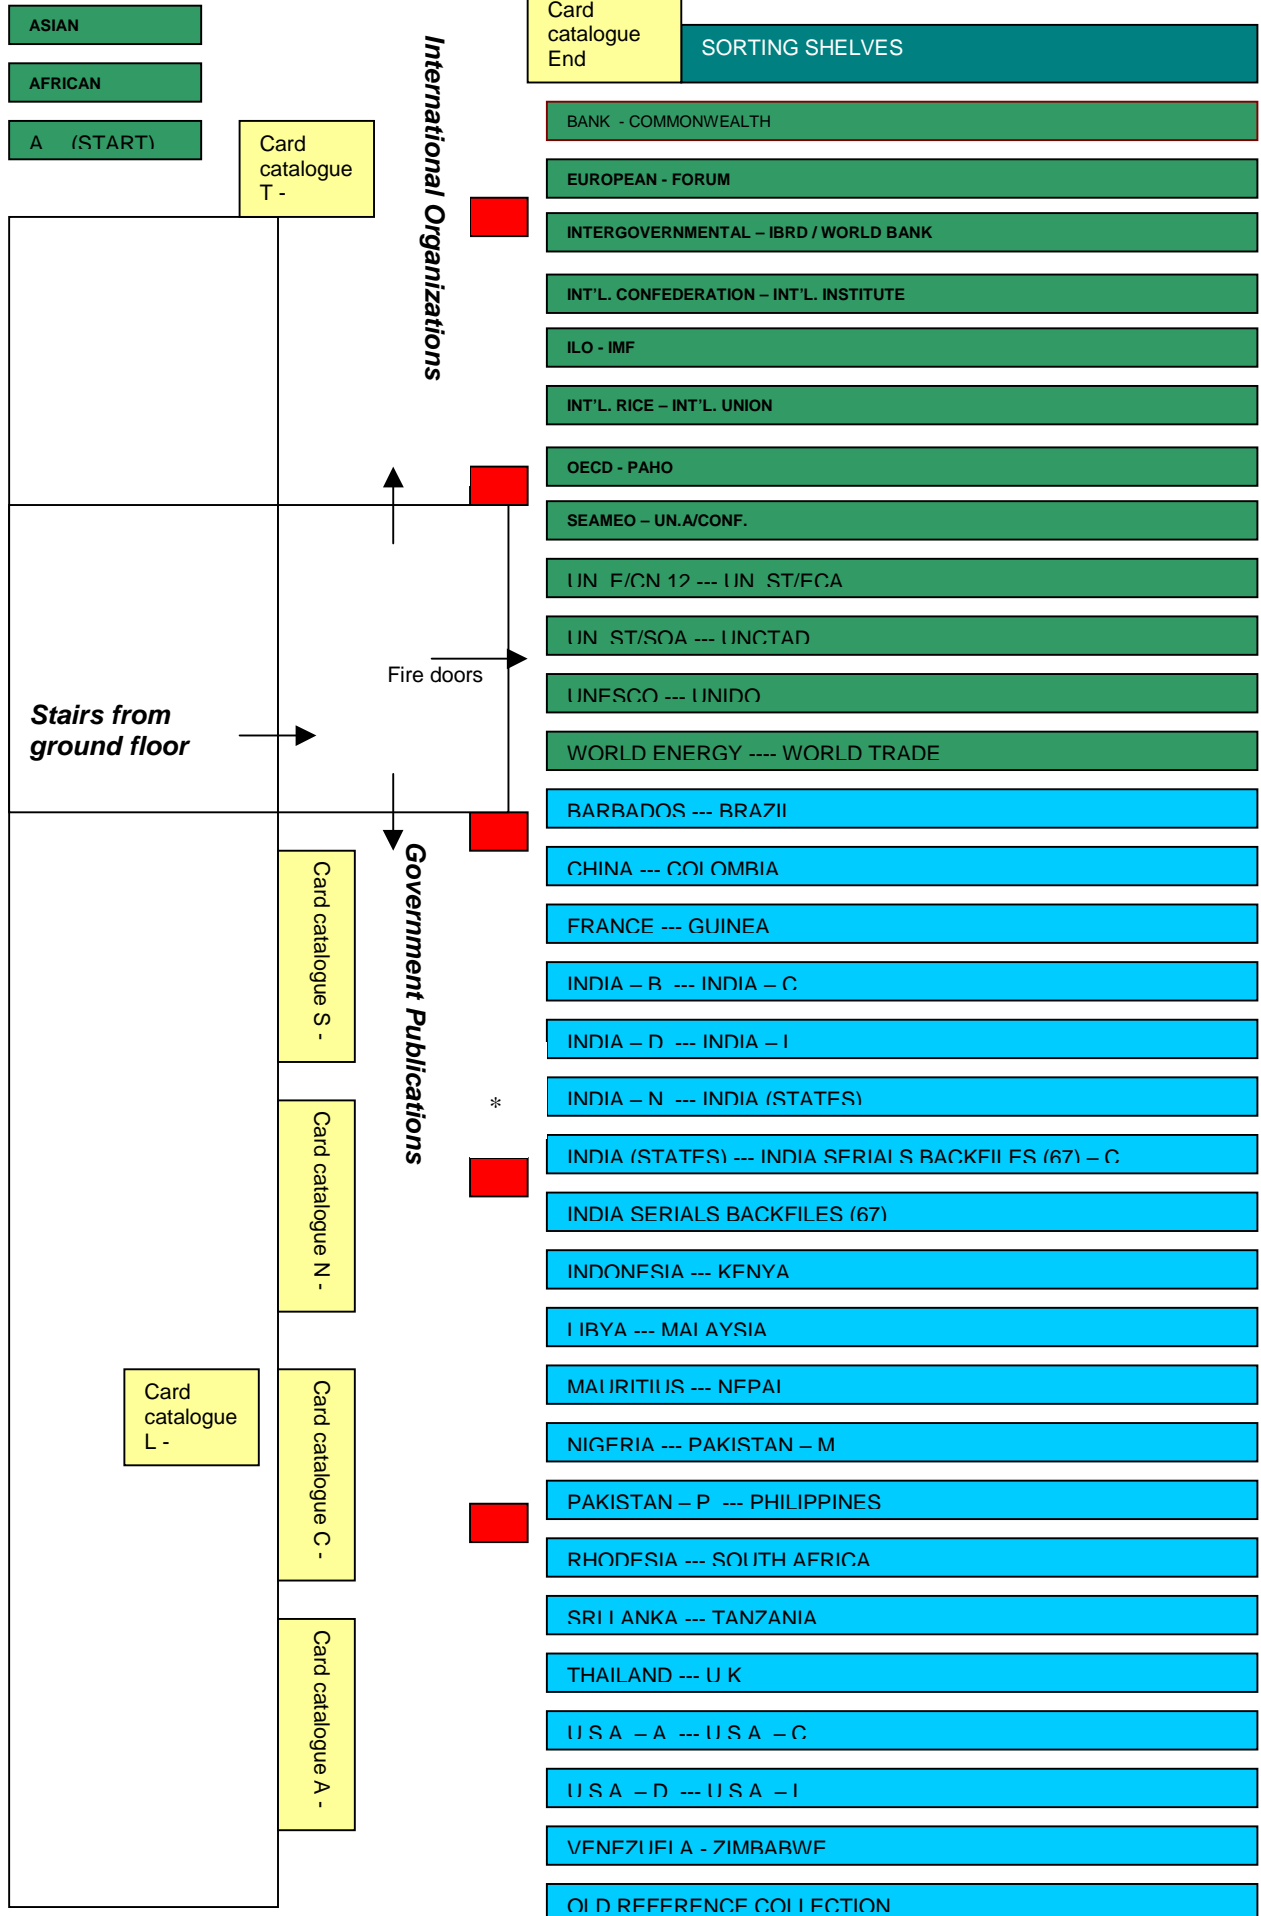 ASIAN
AFRICAN
A (START)
Card
catalogue
T -
International Organizations
Card
catalogue
End
SORTING SHELVES
BANK - COMMONWEALTH
EUROPEAN - FORUM
INTERGOVERNMENTAL – IBRD / WORLD BANK
INT'L. CONFEDERATION – INT'L. INSTITUTE
ILO - IMF
INT'L. RICE – INT'L. UNION
OECD - PAHO
SEAMEO – UN.A/CONF.
UN E/CN 12 --- UN ST/ECA
UN ST/SOA --- UNCTAD
UNESCO --- UNIDO
WORLD ENERGY ---- WORLD TRADE
Fire doors
Stairs from
ground floor
Government Publications
BARBADOS --- BRAZIL
CHINA --- COLOMBIA
FRANCE --- GUINEA
INDIA – B --- INDIA – C
INDIA – D --- INDIA – L
INDIA – N --- INDIA (STATES)
*
INDIA (STATES) --- INDIA SERIALS BACKFILES (67) – C
INDIA SERIALS BACKFILES (67)
INDONESIA --- KENYA
LIBYA --- MALAYSIA
MAURITIUS --- NEPAL
NIGERIA --- PAKISTAN – M
PAKISTAN – P --- PHILIPPINES
RHODESIA --- SOUTH AFRICA
SRI LANKA --- TANZANIA
THAILAND --- U K
U S A – A --- U S A – C
U S A – D --- U S A – L
VENEZUELA - ZIMBABWE
OLD REFERENCE COLLECTION
Card catalogue S -
Card catalogue N -
Card
catalogue
L -
Card catalogue C -
Card catalogue A -